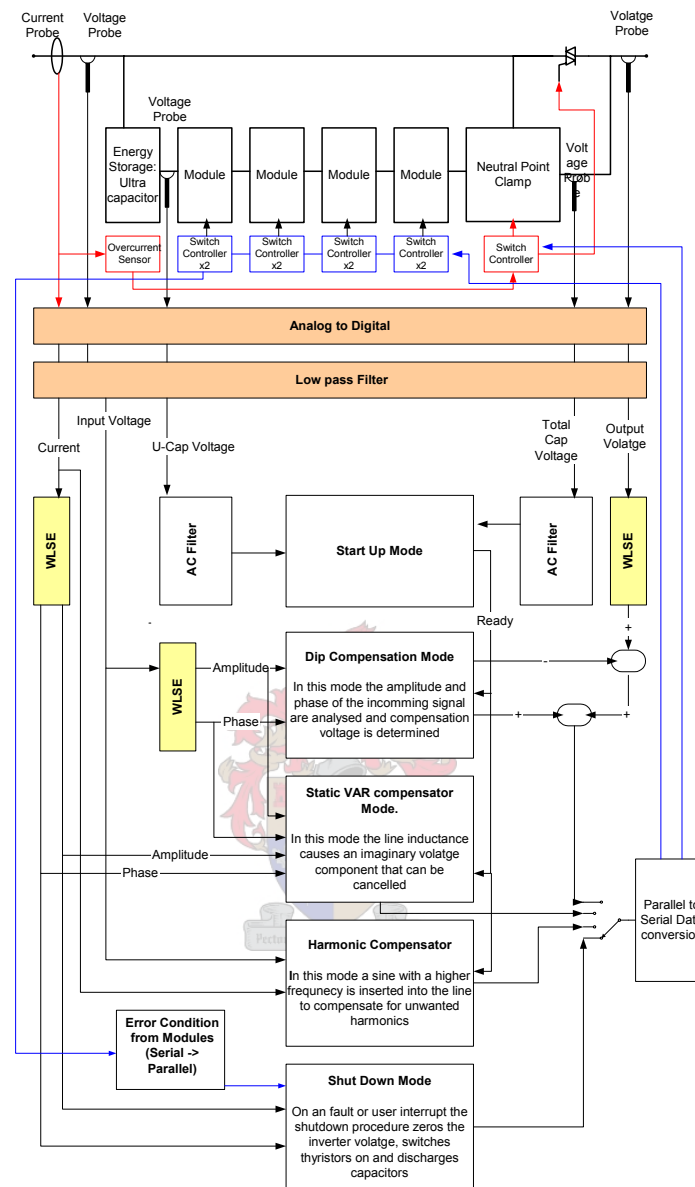 Current
Probe
Voltage
Probe
Volatge
Probe
Voltage
Probe
Energy
Storage:
Ultra
capacitor
Module
Module
Module
Module
Neutral Point
Clamp
Volt
age
Probe
Overcurrent
Sensor
Switch
Controller
x2
Switch
Controller
x2
Switch
Controller
x2
Switch
Controller
x2
Switch
Controller
Analog to Digital
Low pass Filter
Input Voltage
Current
U-Cap Voltage
Total
Cap
Voltage
Output
Volatge
WLSE
AC Filter
Start Up Mode
AC Filter
WLSE
Ready
+
WLSE
Amplitude
Phase
Dip Compensation Mode
In this mode the amplitude and
phase of the incomming signal
are analysed and compensation
voltage is determined
-
+
+
Static VAR compensator
Mode.
In this mode the line inductance
causes an imaginary volatge
component that can be
cancelled
Amplitude
Phase
Parallel to
Serial Dat
conversio
Harmonic Compensator
In this mode a sine with a higher
frequnecy is inserted into the line
to compensate for unwanted
harmonics
Error Condition
from Modules
(Serial ->
Parallel)
Shut Down Mode
On an fault or user interrupt the
shutdown procedure zeros the
inverter volatge, switches
thyristors on and discharges
capacitors